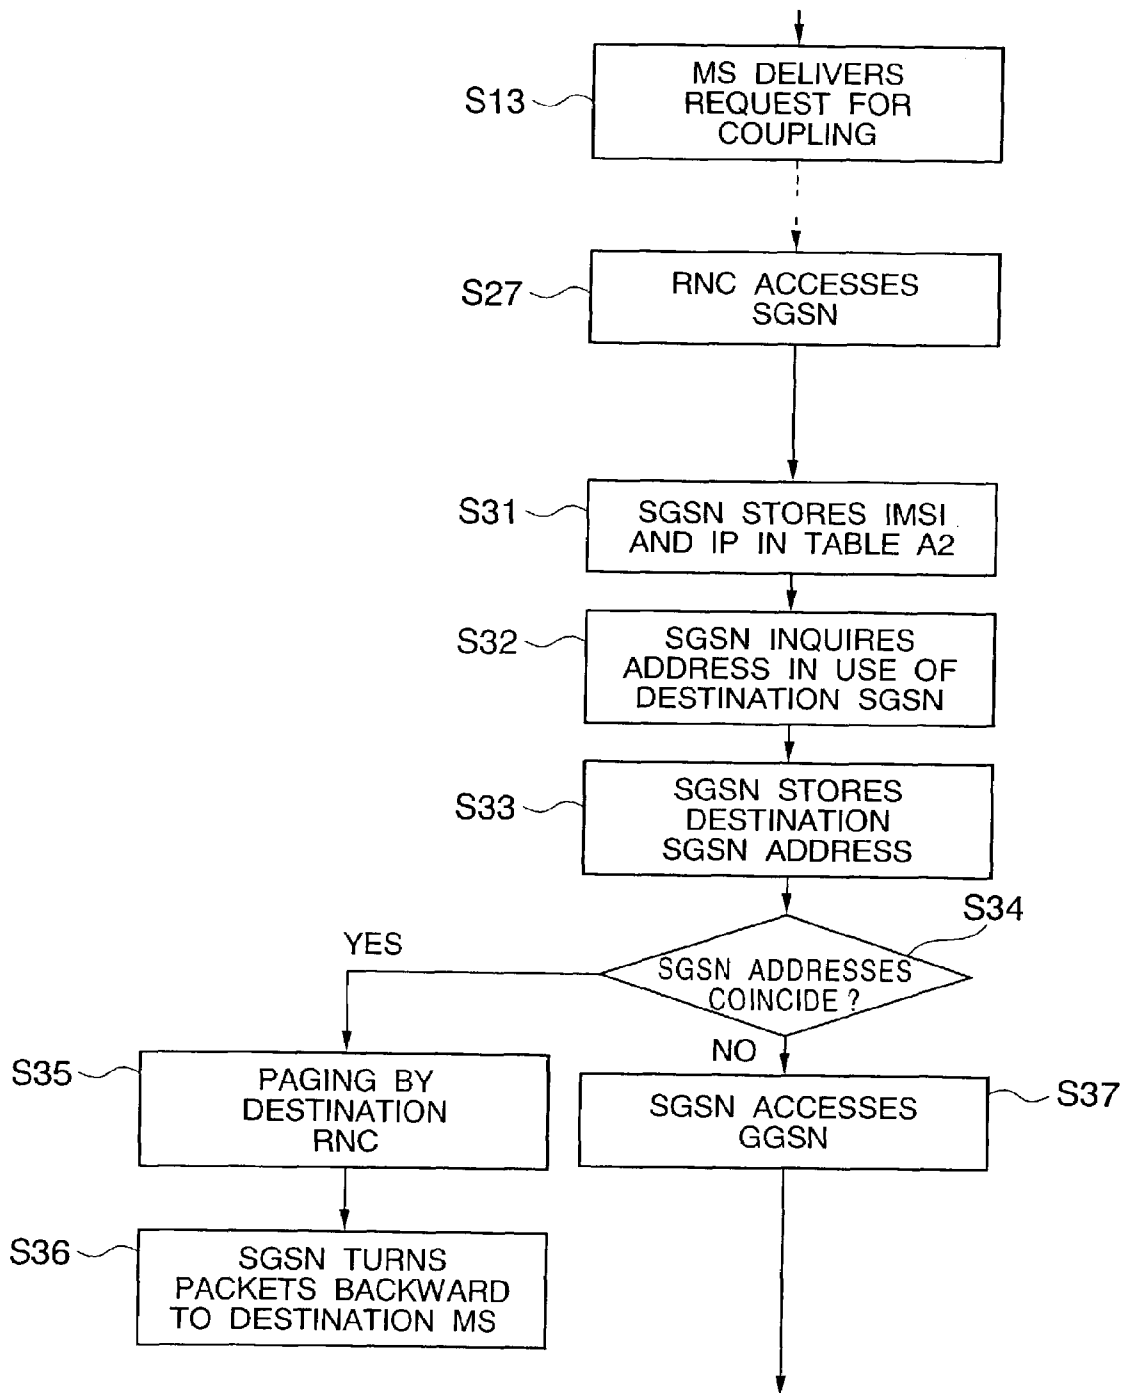 S13
MS DELIVERS
REQUEST FOR
COUPLING
S27
RNC ACCESSES
SGSN
S31
SGSN STORES IMSI
AND IP IN TABLE A2
S32
SGSN INQUIRES
ADDRESS IN USE OF
DESTINATION SGSN
S33
SGSN STORES
DESTINATION
SGSN ADDRESS
S34
SGSN ADDRESSES
COINCIDE?
YES
NO
S35
PAGING BY
DESTINATION
RNC
S37
SGSN ACCESSES
GGSN
S36
SGSN TURNS
PACKETS BACKWARD
TO DESTINATION MS